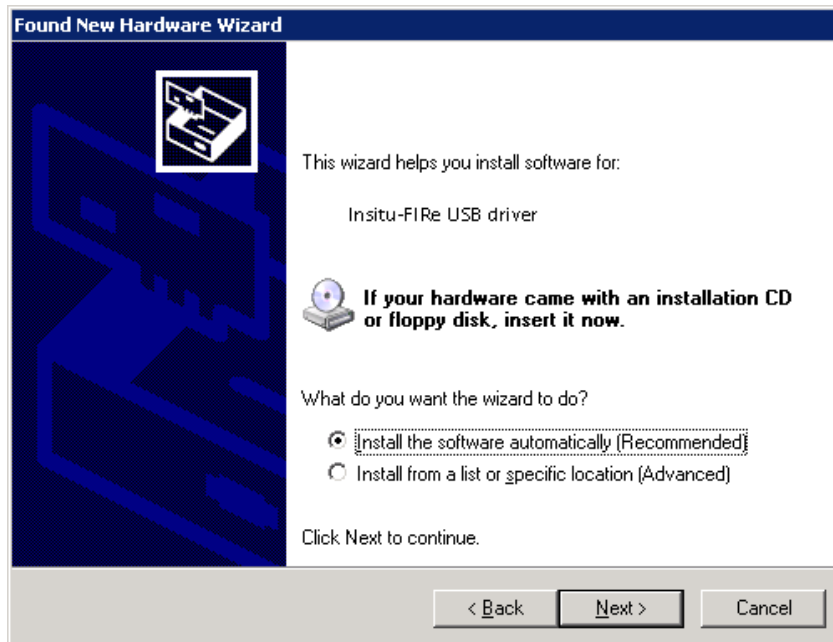 Found New Hardware Wizard
This wizard helps you install software for:
Insitu-FIRe USB driver
If your hardware came with an installation CD
or floppy disk, insert it now.
What do you want the wizard to do?
Install the software automatically (Recommended)
Install from a list or specific location (Advanced)
Click Next to continue.
< Back
Next >
Cancel